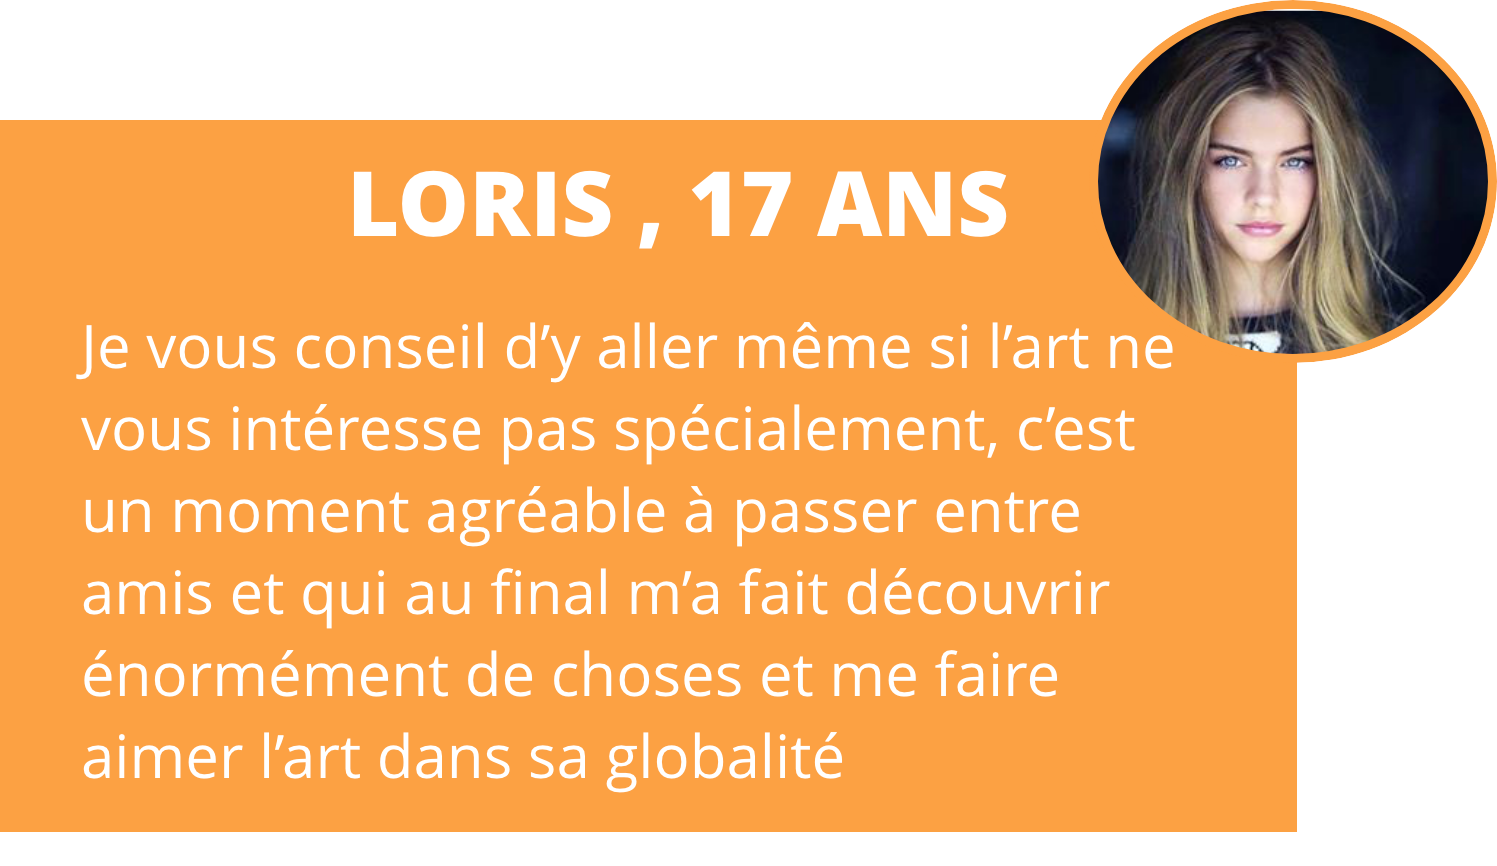 LORIS , 17 ANS
Je vous conseil d’y aller même si l’art ne
vous intéresse pas spécialement, c’est
un moment agréable à passer entre
amis et qui au final m’a fait découvrir
énormément de choses et me faire
aimer l’art dans sa globalité